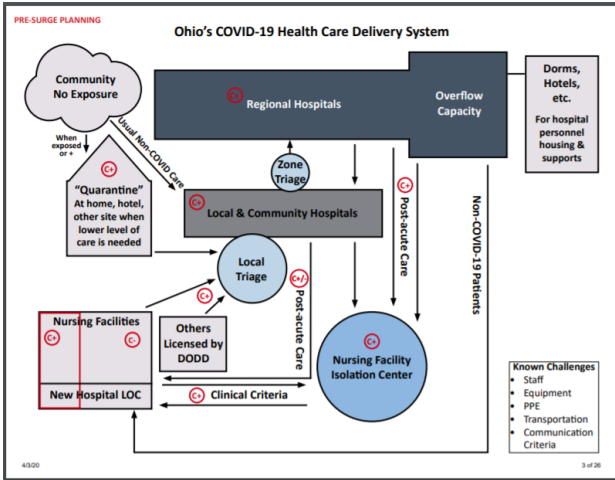 PRE-SURGE PLANNING
Ohio's COVID-19 Health Care Delivery System
Community
No Exposure
When
exposed
or +
Usual Non-COVID Care
C+
"Quarantine"
At home, hotel,
other site when
lower level of
care is needed
C+
Regional Hospitals
Overflow
Capacity
Dorms,
Hotels,
etc.
For hospital
personnel
housing &
supports
Zone
Triage
C+
Local & Community Hospitals
Local
Triage
C+
C+/-
Post-acute Care
C+
Post-acute Care
Non-COVID-19 Patients
Nursing Facilities
C+
C-
New Hospital LOC
Others
Licensed by
DODD
C+
Clinical Criteria
C+
Nursing Facility
Isolation Center
Known Challenges
• Staff
• Equipment
• PPE
• Transportation
• Communication
Criteria
4/3/20
3 of 26